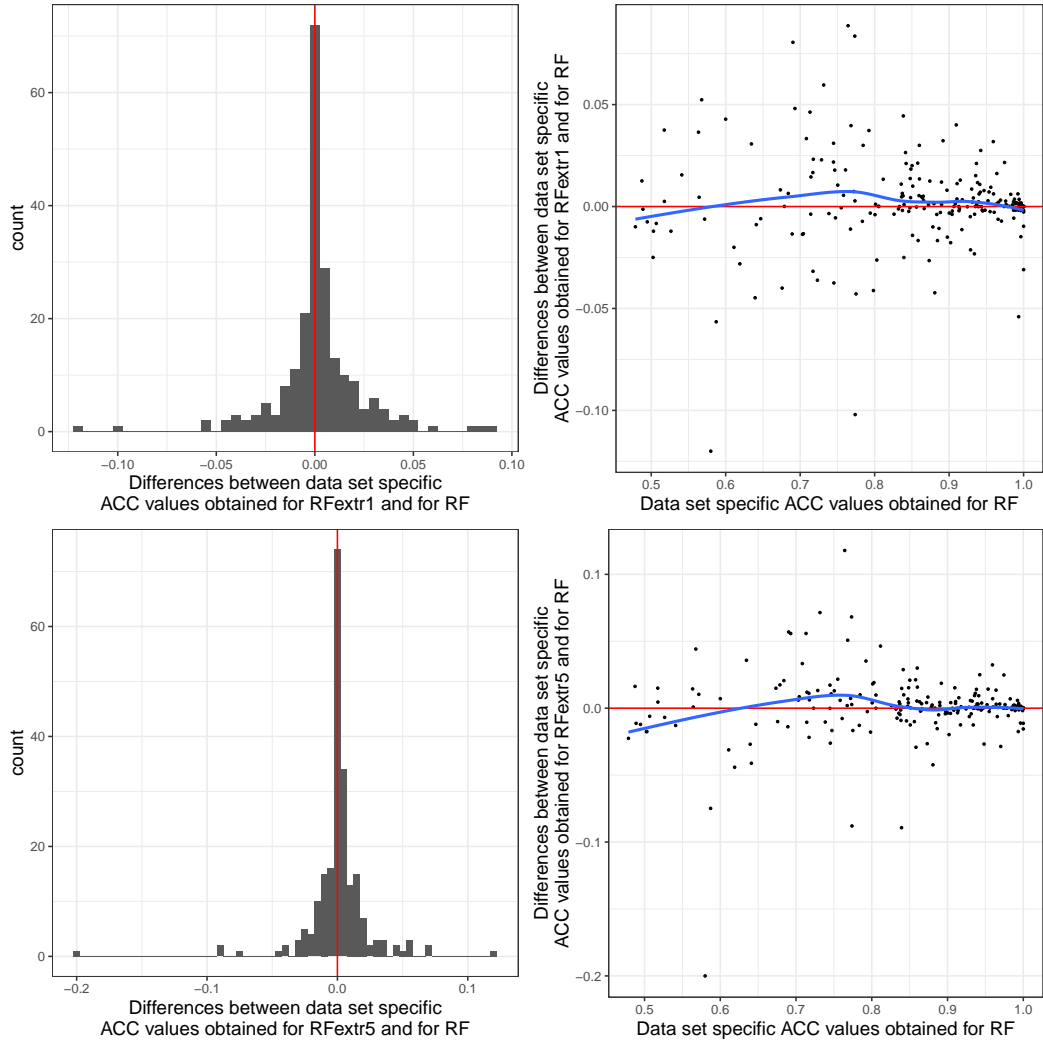 60
40
20
0
count
−0.10 −0.05 0.00 0.05 0.10
Differences between data set specific
ACC values obtained for RFextr1 and for RF
0.05
0.00
−0.05
−0.10
Differences between data set specific
ACC values obtained for RFextr1 and for RF
0.5 0.6 0.7 0.8 0.9 1.0
Data set specific ACC values obtained for RF
60
40
20
0
count
−0.2 −0.1 0.0 0.1
Differences between data set specific
ACC values obtained for RFextr5 and for RF
0.1
0.0
−0.1
−0.2
Differences between data set specific
ACC values obtained for RFextr5 and for RF
0.5 0.6 0.7 0.8 0.9 1.0
Data set specific ACC values obtained for RF